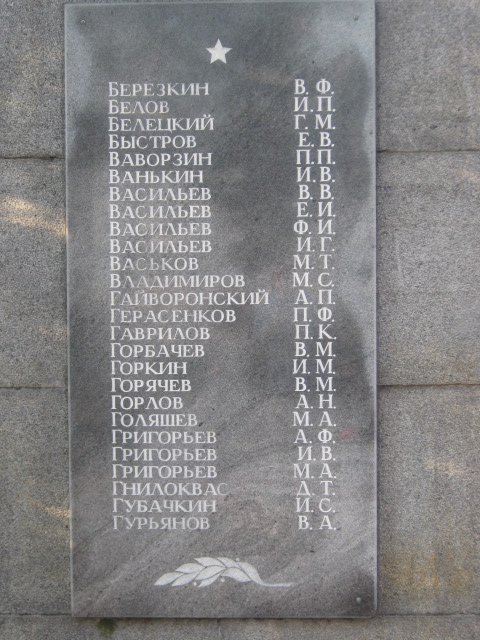 БЕРЕЗКИН В. Ф.
БЕЛОВ И. П.
БЕЛЕЦКИЙ Г. М.
БЫСТРОВ Е. В.
ВАВОРЗИН П. П.
ВАНЬКИН И. В.
ВАСИЛЬЕВ В. В.
ВАСИЛЬЕВ Е. И.
ВАСИЛЬЕВ Ф. И.
ВАСИЛЬЕВ И. Г.
ВАСЬКОВ М. Т.
ВЛАДИМИРОВ М. С.
ГАЙВОРОНСКИЙ А. П.
ГЕРАСЕНКОВ П. Ф.
ГАВРИЛОВ П. К.
ГОРБАЧЕВ В. М.
ГОРКИН И. М.
ГОРЯЧЕВ В. М.
ГОРЛОВ А. Н.
ГОЛЯШЕВ М. А.
ГРИГОРЬЕВ А. Ф.
ГРИГОРЬЕВ И. В.
ГРИГОРЬЕВ М. А.
ГНИЛОКВАС Д. Т.
ГУБАЧКИН И. С.
ГУРЬЯНОВ В. А.